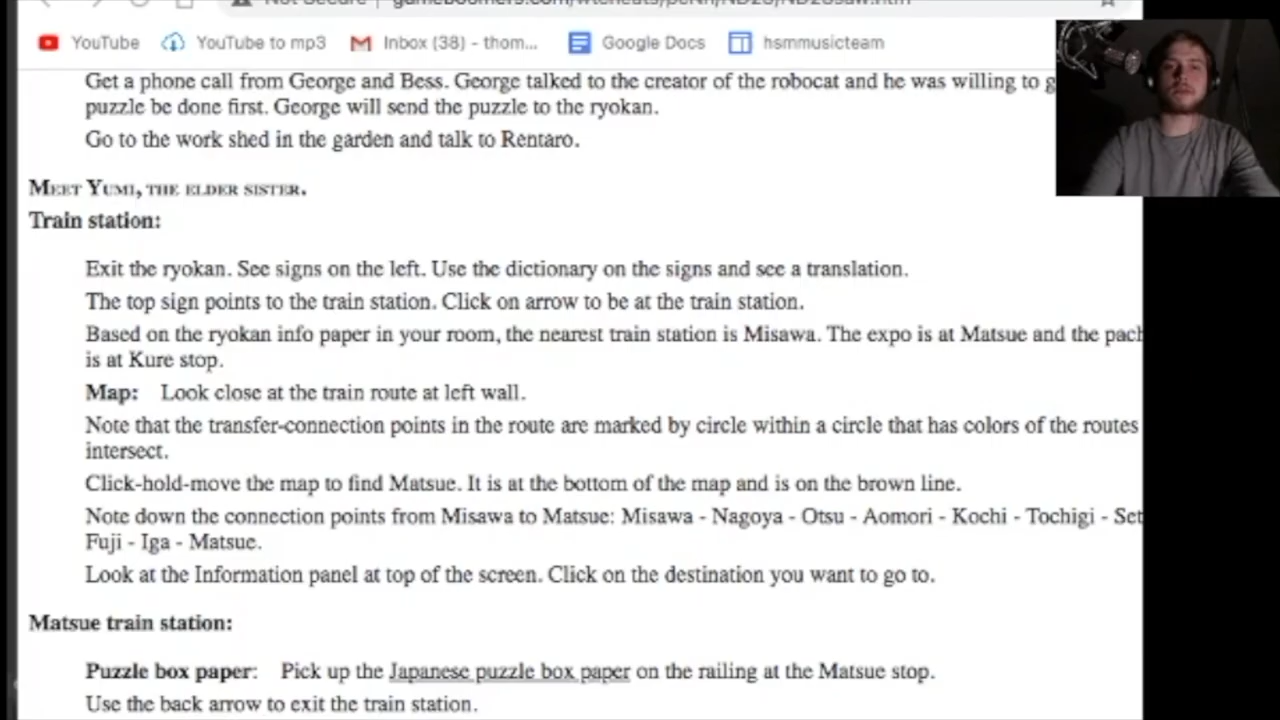 Not Secure | gameboomers.com/wtcheats/pcNn/ND23/ND23saw.htm
YouTube YouTube to mp3 Inbox (38) - thom... Google Docs hsmmusicteam
Get a phone call from George and Bess. George talked to the creator of the robocat and he was willing to g
puzzle be done first. George will send the puzzle to the ryokan.
Go to the work shed in the garden and talk to Rentaro.
Meet Yumi, the elder sister.
Train station:
Exit the ryokan. See signs on the left. Use the dictionary on the signs and see a translation.
The top sign points to the train station. Click on arrow to be at the train station.
Based on the ryokan info paper in your room, the nearest train station is Misawa. The expo is at Matsue and the pach
is at Kure stop.
Map: Look close at the train route at left wall.
Note that the transfer-connection points in the route are marked by circle within a circle that has colors of the routes
intersect.
Click-hold-move the map to find Matsue. It is at the bottom of the map and is on the brown line.
Note down the connection points from Misawa to Matsue: Misawa - Nagoya - Otsu - Aomori - Kochi - Tochigi - Set
Fuji - Iga - Matsue.
Look at the Information panel at top of the screen. Click on the destination you want to go to.
Matsue train station:
Puzzle box paper: Pick up the Japanese puzzle box paper on the railing at the Matsue stop.
Use the back arrow to exit the train station.